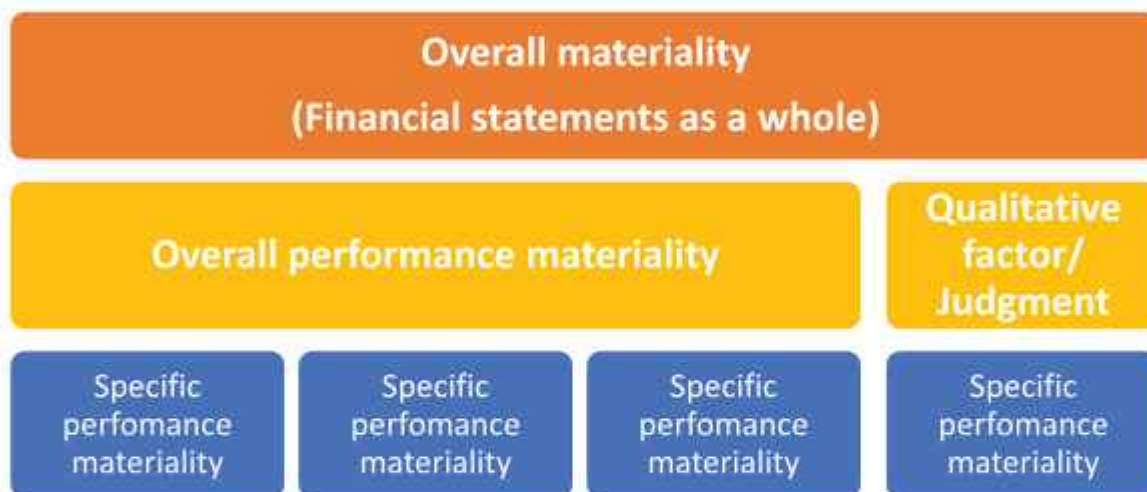 Overall materiality
(Financial statements as a whole)
Overall performance materiality
Qualitative
factor/
Judgment
Specific
perfomance
materiality
Specific
perfomance
materiality
Specific
perfomance
materiality
Specific
perfomance
materiality